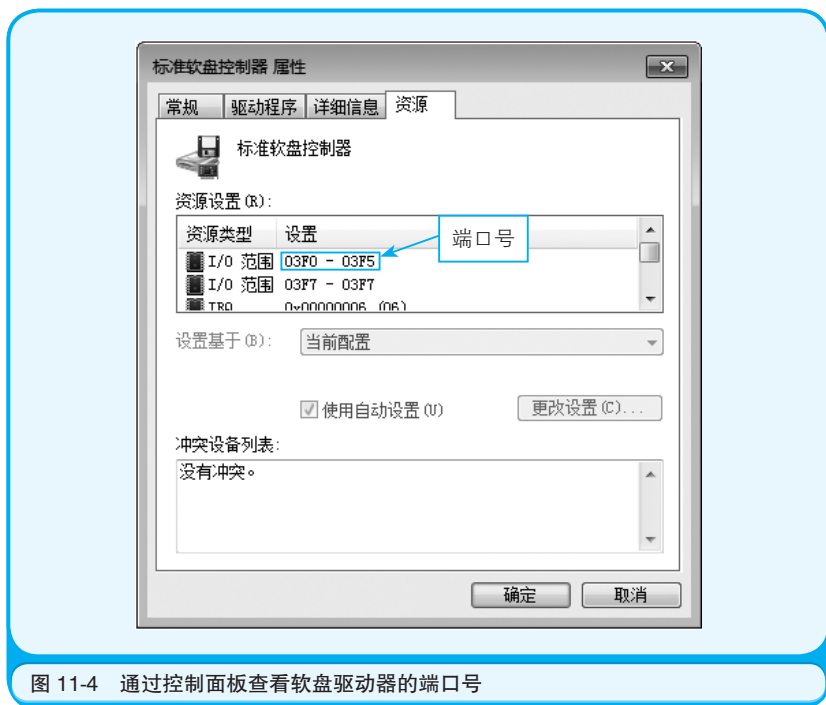 标准软盘控制器 属性
常规 驱动程序 详细信息 资源
标准软盘控制器
资源设置(R):
资源类型 设置
端口号
I/O 范围 03F0 - 03F5
I/O 范围 03F7 - 03F7
IRQ 0x00000006 (06)
设置基于(B): 当前配置
使用自动设置(U) 更改设置(C)...
冲突设备列表:
没有冲突。
确定 取消
图 11-4 通过控制面板查看软盘驱动器的端口号